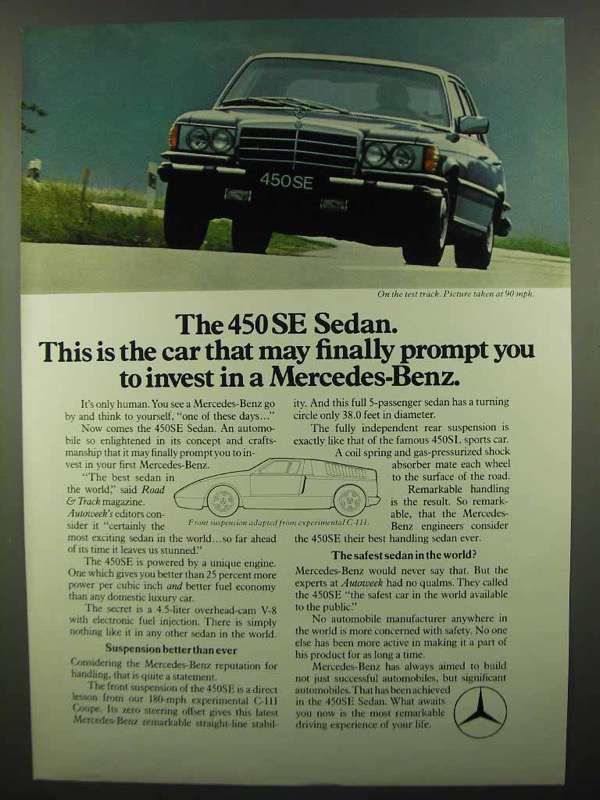 450SE
On the test track. Picture taken at 90 mph.
The 450SE Sedan.
This is the car that may finally prompt you
to invest in a Mercedes-Benz.
It's only human. You see a Mercedes-Benz go
by and think to yourself, "one of these days..."
Now comes the 450SE Sedan. An automo-
bile so enlightened in its concept and crafts-
manship that it may finally prompt you to in-
vest in your first Mercedes-Benz.
"The best sedan in
the world," said Road
& Track magazine.
Autoweek's editors con-
sider it "certainly the
most exciting sedan in the world...so far ahead
of its time it leaves us stunned."
The 450SE is powered by a unique engine.
One which gives you better than 25 percent more
power per cubic inch and better fuel economy
than any domestic luxury car.
The secret is a 4.5-liter overhead-cam V-8
with electronic fuel injection. There is simply
nothing like it in any other sedan in the world.
Suspension better than ever
Considering the Mercedes-Benz reputation for
handling, that is quite a statement.
The front suspension of the 450SE is a direct
lesson from our 180-mph experimental C-111
Coupe. Its zero steering offset gives this latest
Mercedes-Benz remarkable straight-line stabil-
Front suspension adapted from experimental C-111.
ity. And this full 5-passenger sedan has a turning
circle only 38.0 feet in diameter.
The fully independent rear suspension is
exactly like that of the famous 450SL sports car.
A coil spring and gas-pressurized shock
absorber mate each wheel
to the surface of the road.
Remarkable handling
is the result. So remark-
able, that the Mercedes-
Benz engineers consider
the 450SE their best handling sedan ever.
The safest sedan in the world?
Mercedes-Benz would never say that. But the
experts at Autoweek had no qualms. They called
the 450SE "the safest car in the world available
to the public."
No automobile manufacturer anywhere in
the world is more concerned with safety. No one
else has been more active in making it a part of
his product for as long a time.
Mercedes-Benz has always aimed to build
not just successful automobiles, but significant
automobiles. That has been achieved
in the 450SE Sedan. What awaits
you now is the most remarkable
driving experience of your life.